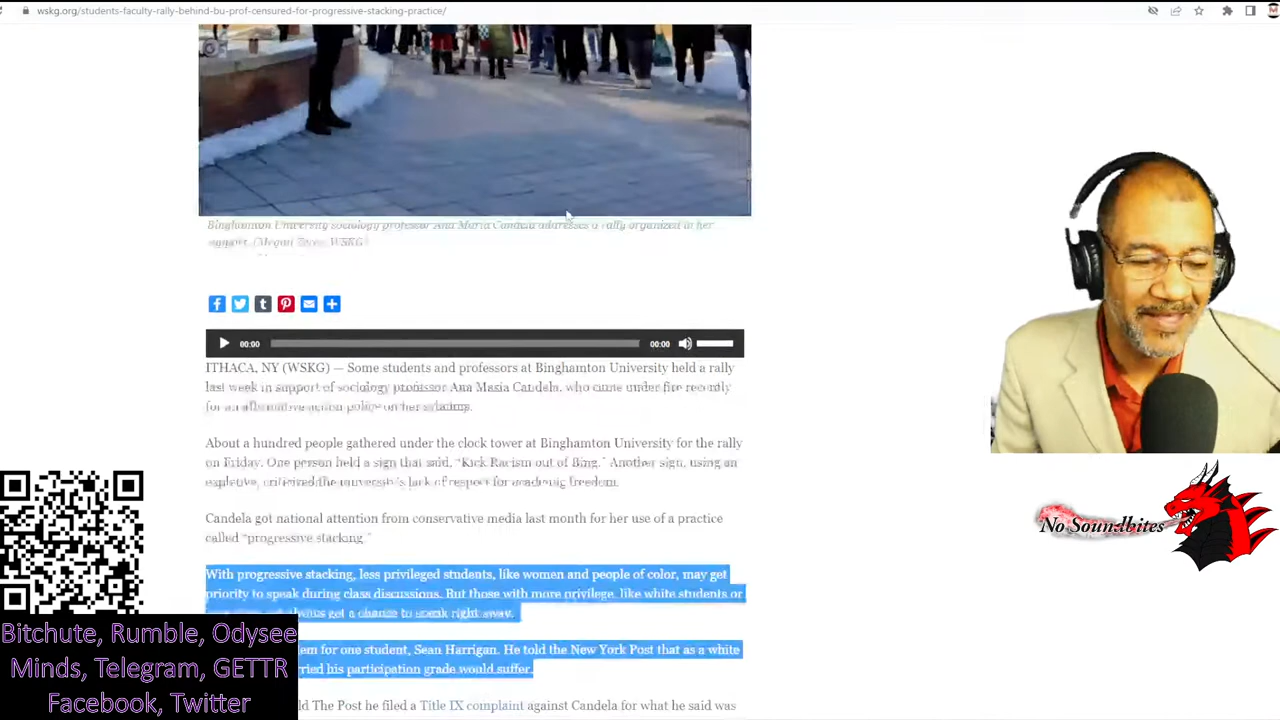 wskg.org/students-faculty-rally-behind-bu-prof-censured-for-progressive-stacking-practice/
Binghamton University sociology professor Ana Maria Candela addresses a rally organized in her
support. WSKG
00:00
00:00
ITHACA, NY (WSKG) — Some students and professors at Binghamton University held a rally
last week in support of sociology professor Ana Maria Candela, who came under fire recently
for an affirmative action policy on her syllabus.
About a hundred people gathered under the clock tower at Binghamton University for the rally
on Friday. One person held a sign that said, “Kick Racism out of Bing.” Another sign, using an
expletive, criticized the university's lack of respect for academic freedom.
Candela got national attention from conservative media last month for her use of a practice
called “progressive stacking.”
With progressive stacking, less privileged students, like women and people of color, may get
priority to speak during class discussions. But those with more privilege, like white students or
get a chance to speak right away.
for one student, Sean Harrigan. He told the New York Post that as a white
his participation grade would suffer.
The Post he filed a Title IX complaint against Candela for what he said was
No Soundbites
Bitchute, Rumble, Odysee
Minds, Telegram, GETTR
Facebook, Twitter